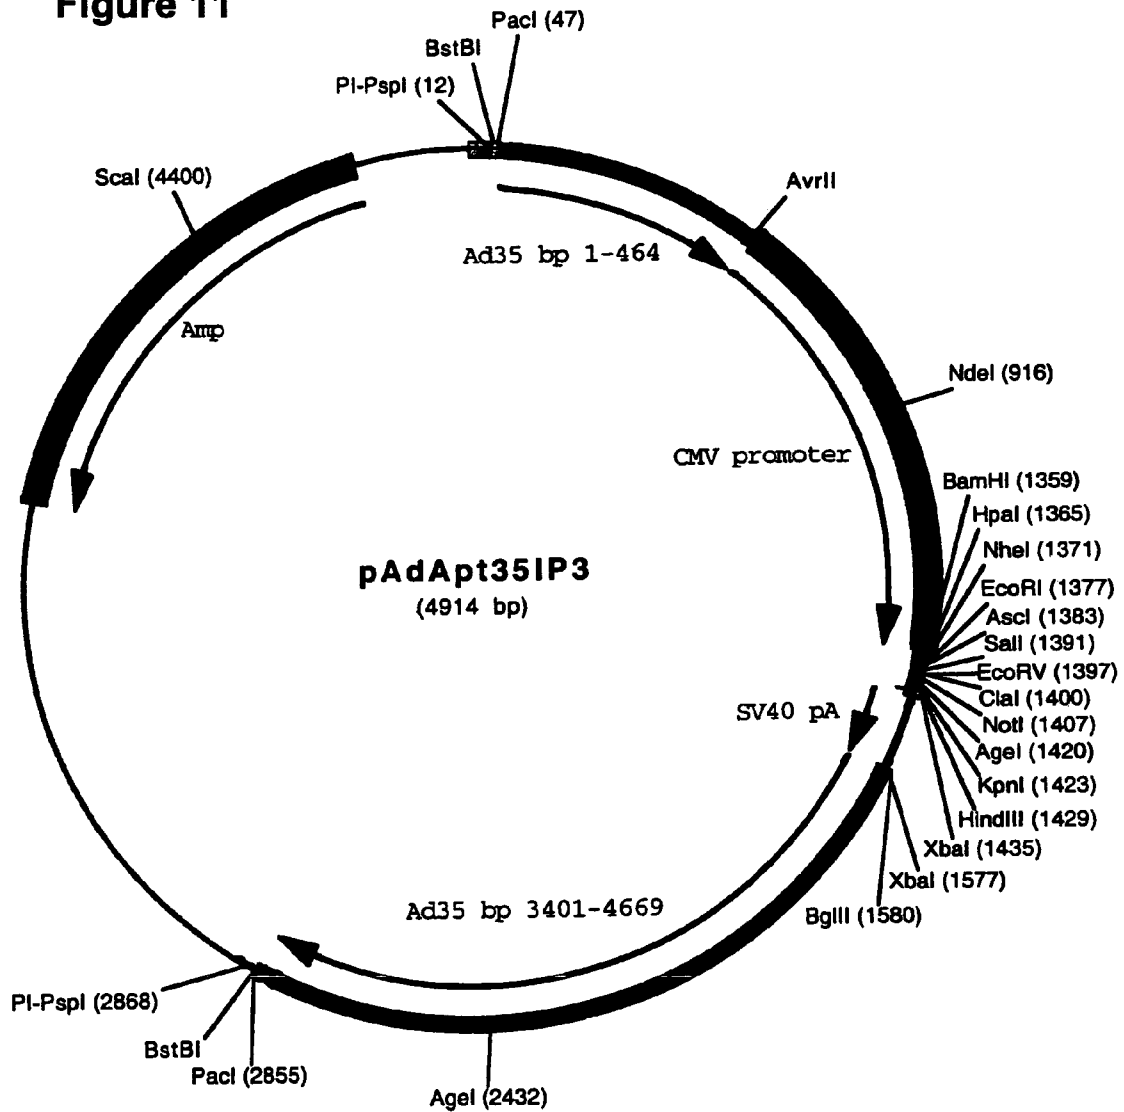 Figure 11
PacI (47)
BstBI
PI-PspI (12)
ScaI (4400)
AvrII
Ad35 bp 1-464
Amp
NdeI (916)
CMV promoter
BamHI (1359)
HpaI (1365)
NheI (1371)
EcoRI (1377)
AscI (1383)
SalI (1391)
EcoRV (1397)
ClaI (1400)
NotI (1407)
AgeI (1420)
KpnI (1423)
HindIII (1429)
XbaI (1435)
XbaI (1577)
BglII (1580)
pAdApt35IP3
(4914 bp)
SV40 pA
Ad35 bp 3401-4669
PI-PspI (2868)
BstBI
PacI (2855)
AgeI (2432)